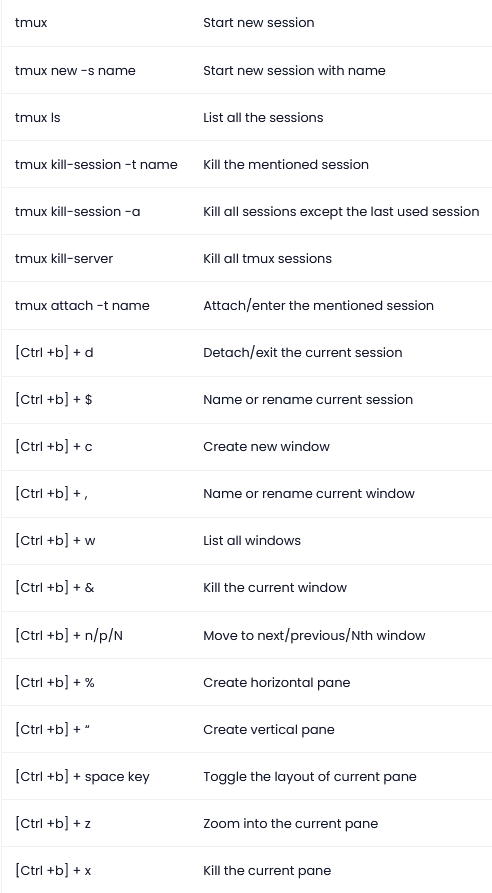 tmux Start new session
tmux new -s name Start new session with name
tmux ls List all the sessions
tmux kill-session -t name Kill the mentioned session
tmux kill-session -a Kill all sessions except the last used session
tmux kill-server Kill all tmux sessions
tmux attach -t name Attach/enter the mentioned session
[Ctrl +b] + d Detach/exit the current session
[Ctrl +b] + $ Name or rename current session
[Ctrl +b] + c Create new window
[Ctrl +b] + , Name or rename current window
[Ctrl +b] + w List all windows
[Ctrl +b] + & Kill the current window
[Ctrl +b] + n/p/N Move to next/previous/Nth window
[Ctrl +b] + % Create horizontal pane
[Ctrl +b] + “ Create vertical pane
[Ctrl +b] + space key Toggle the layout of current pane
[Ctrl +b] + z Zoom into the current pane
[Ctrl +b] + x Kill the current pane